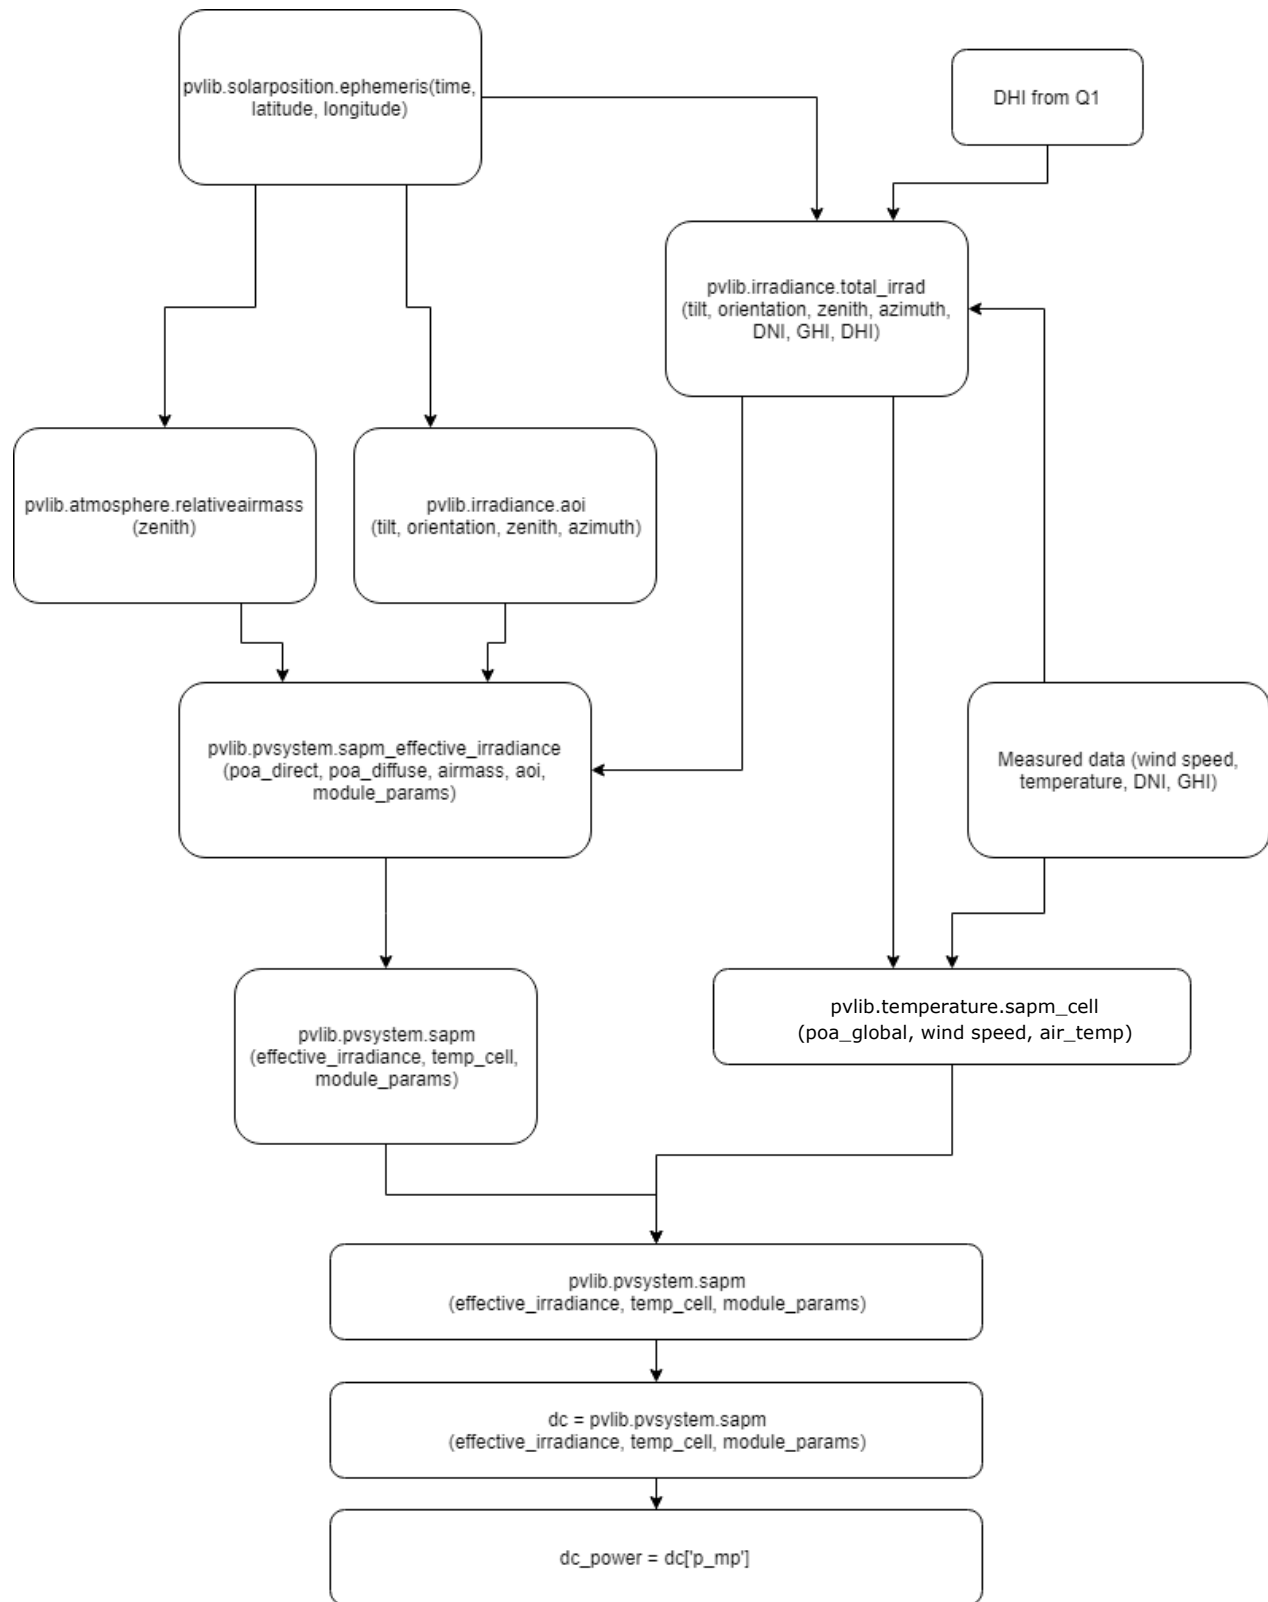 pvlib.solarposition.ephemeris(time,
latitude, longitude)
DHI from Q1
pvlib.irradiance.total_irrad
(tilt, orientation, zenith, azimuth,
DNI, GHI, DHI)
pvlib.atmosphere.relativeairmass
(zenith)
pvlib.irradiance.aoi
(tilt, orientation, zenith, azimuth)
pvlib.pvsystem.sapm_effective_irradiance
(poa_direct, poa_diffuse, airmass, aoi,
module_params)
Measured data (wind speed,
temperature, DNI, GHI)
pvlib.pvsystem.sapm
(effective_irradiance, temp_cell,
module_params)
pvlib.temperature.sapm_cell
(poa_global, wind speed, air_temp)
pvlib.pvsystem.sapm
(effective_irradiance, temp_cell, module_params)
dc = pvlib.pvsystem.sapm
(effective_irradiance, temp_cell, module_params)
dc_power = dc['p_mp']